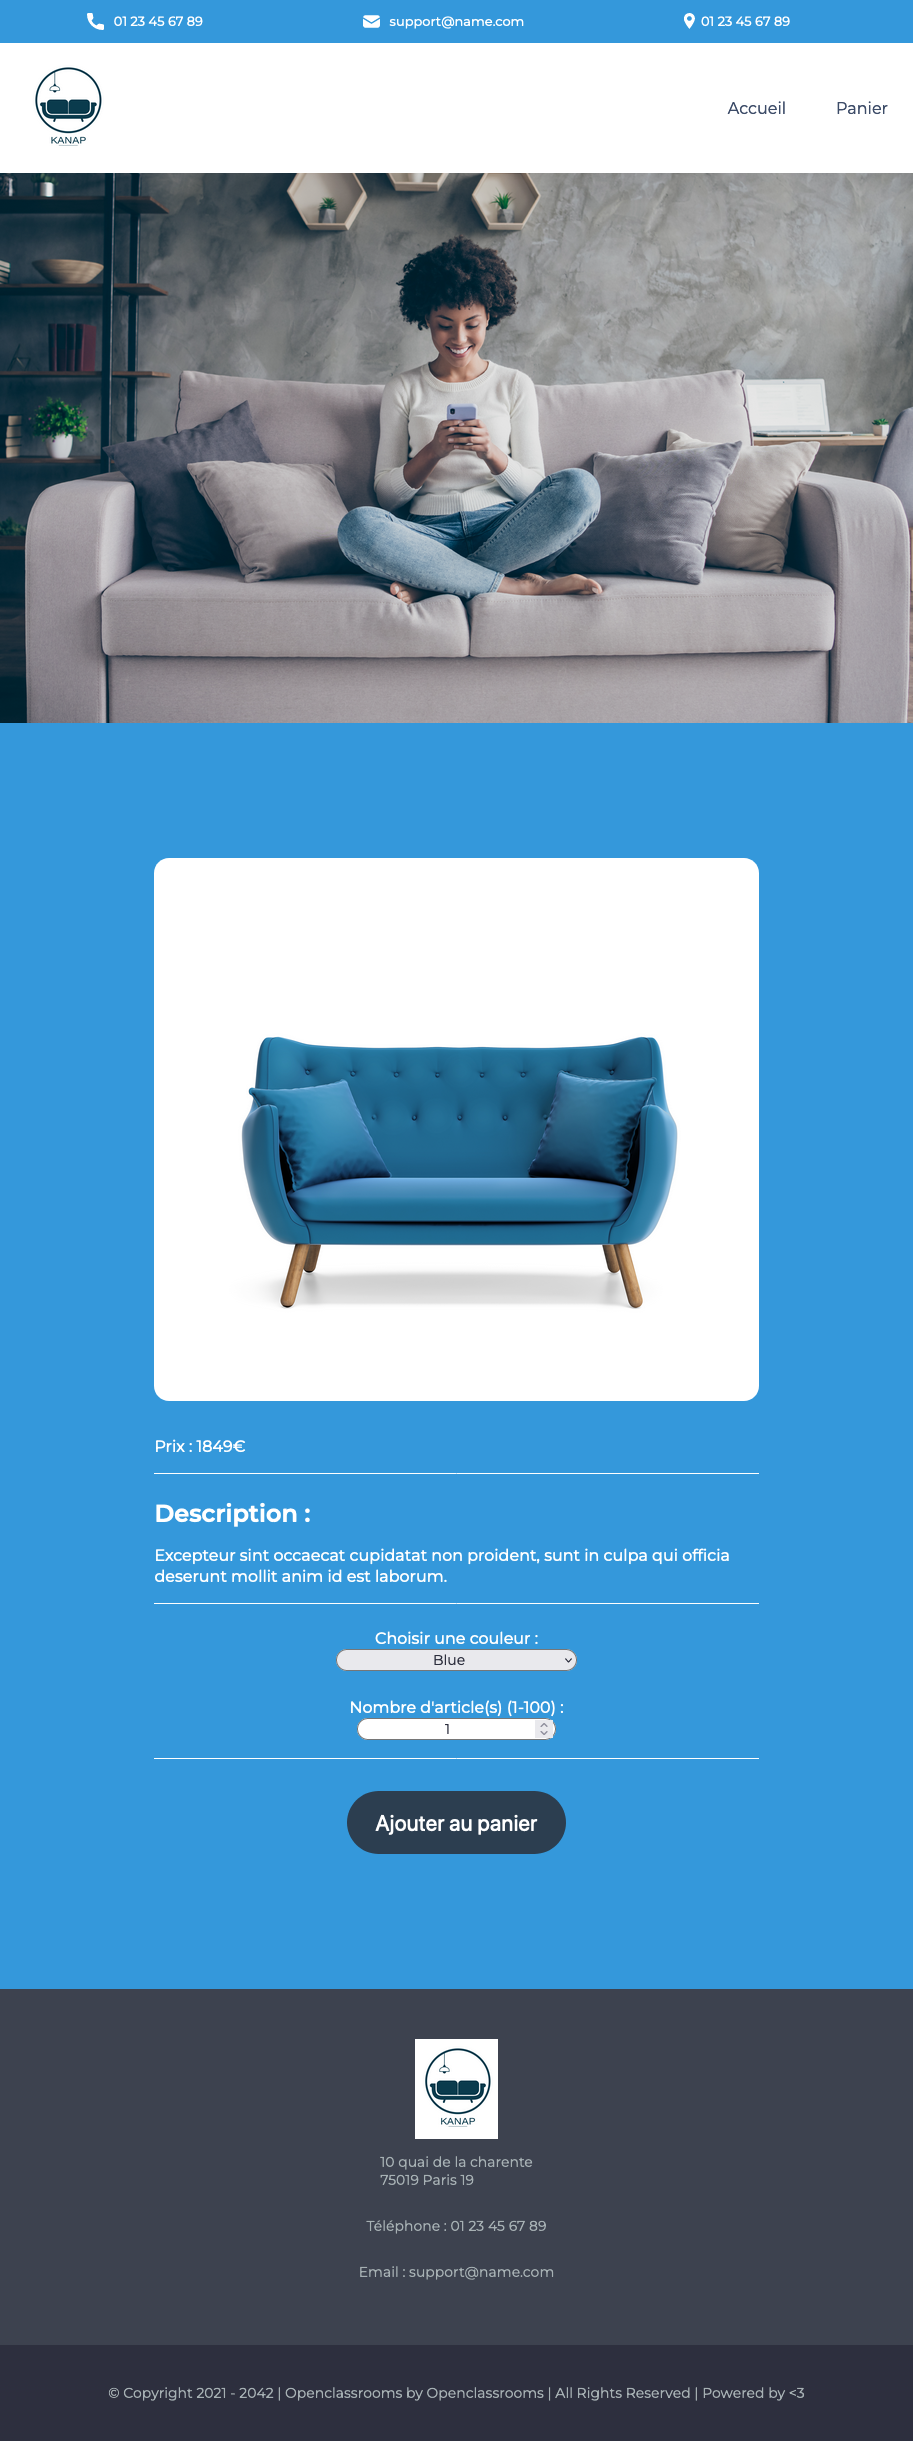 01 23 45 67 89
support@name.com
01 23 45 67 89
KANAP
Accueil
Panier
Prix : 1849€
Description :
Excepteur sint occaecat cupidatat non proident, sunt in culpa qui officia
deserunt mollit anim id est laborum.
Choisir une couleur :
Blue
Nombre d'article(s) (1-100) :
1
Ajouter au panier
KANAP
10 quai de la charente
75019 Paris 19
Téléphone : 01 23 45 67 89
Email : support@name.com
© Copyright 2021 - 2042 | Openclassrooms by Openclassrooms | All Rights Reserved | Powered by <3